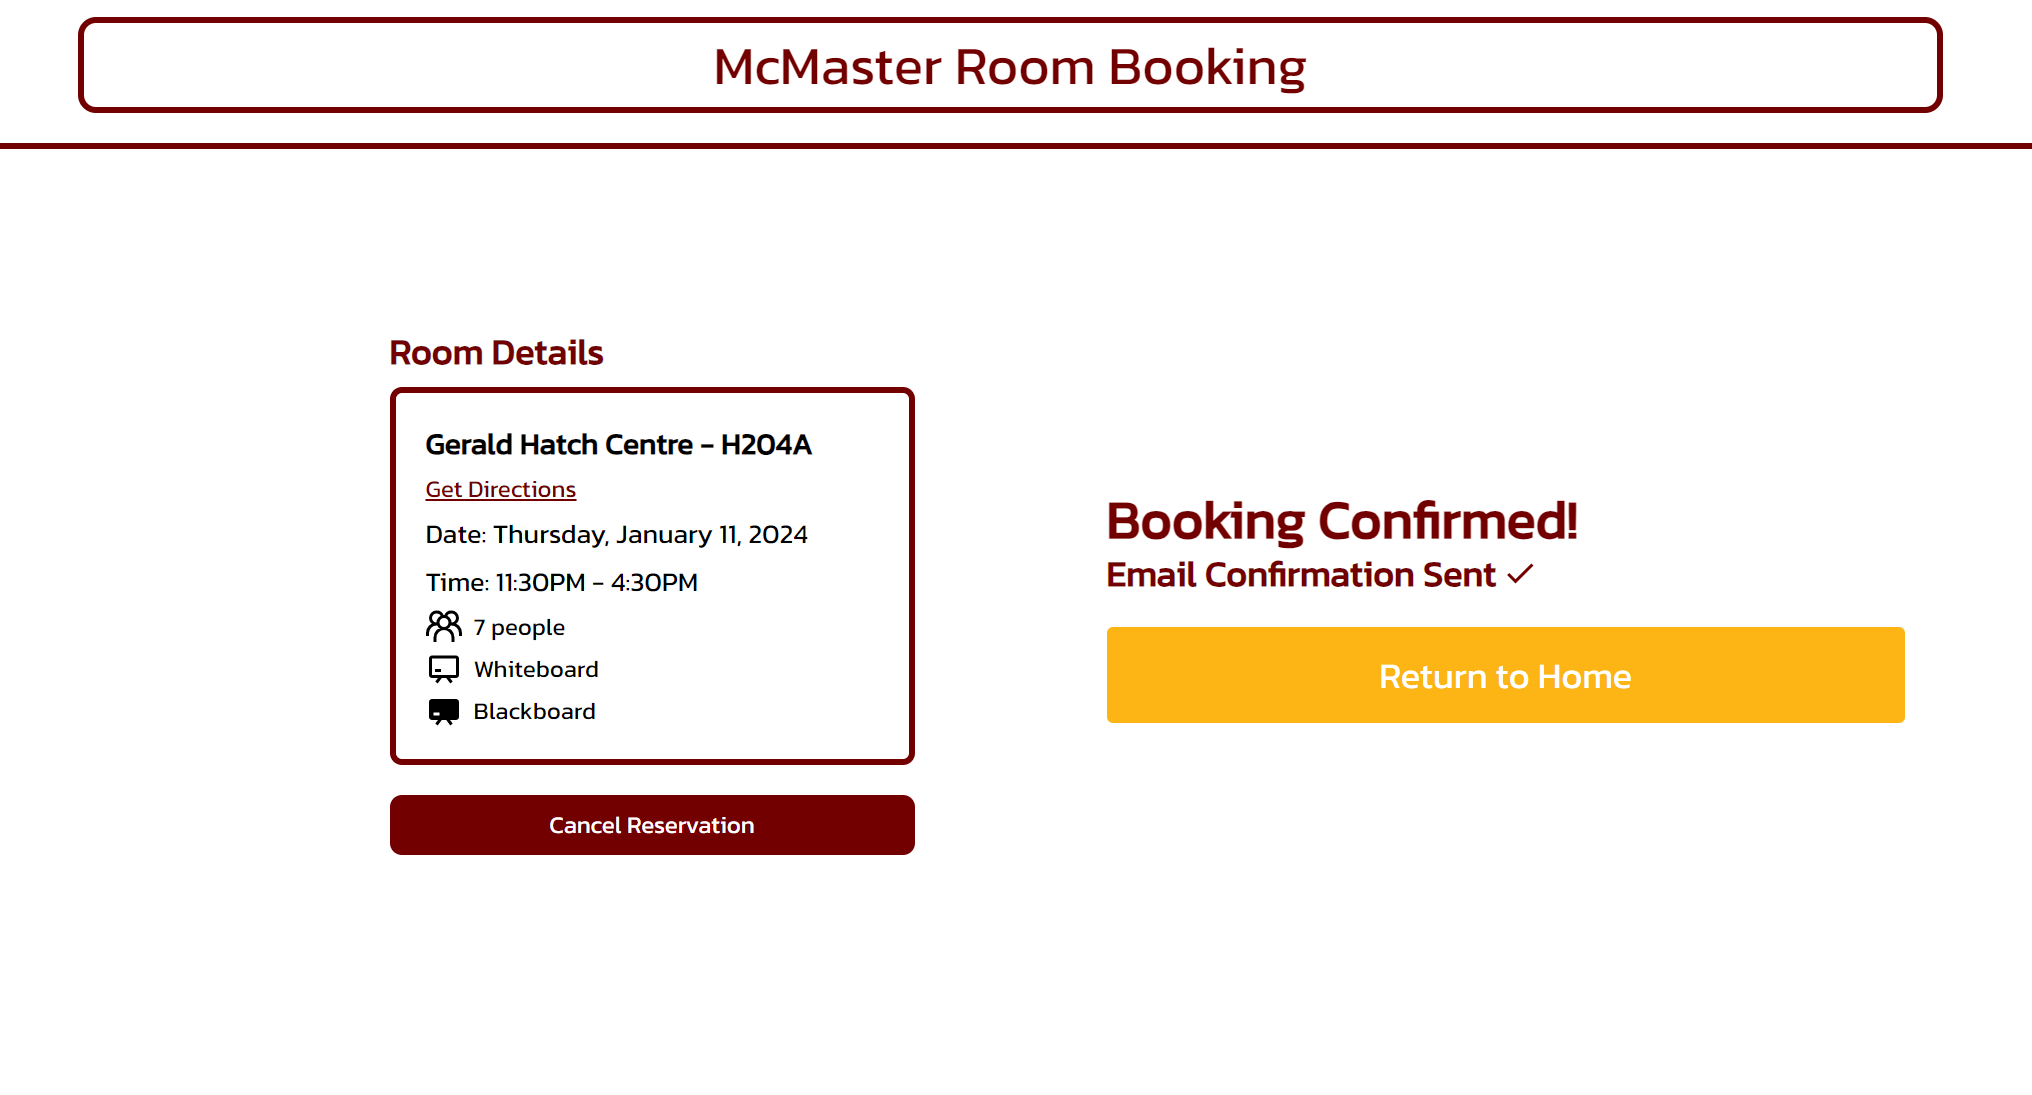 McMaster Room Booking
Room Details
Gerald Hatch Centre - H204A
Get Directions
Date: Thursday, January 11, 2024
Time: 11:30PM - 4:30PM
7 people
Whiteboard
Blackboard
Cancel Reservation
Booking Confirmed!
Email Confirmation Sent ✓
Return to Home